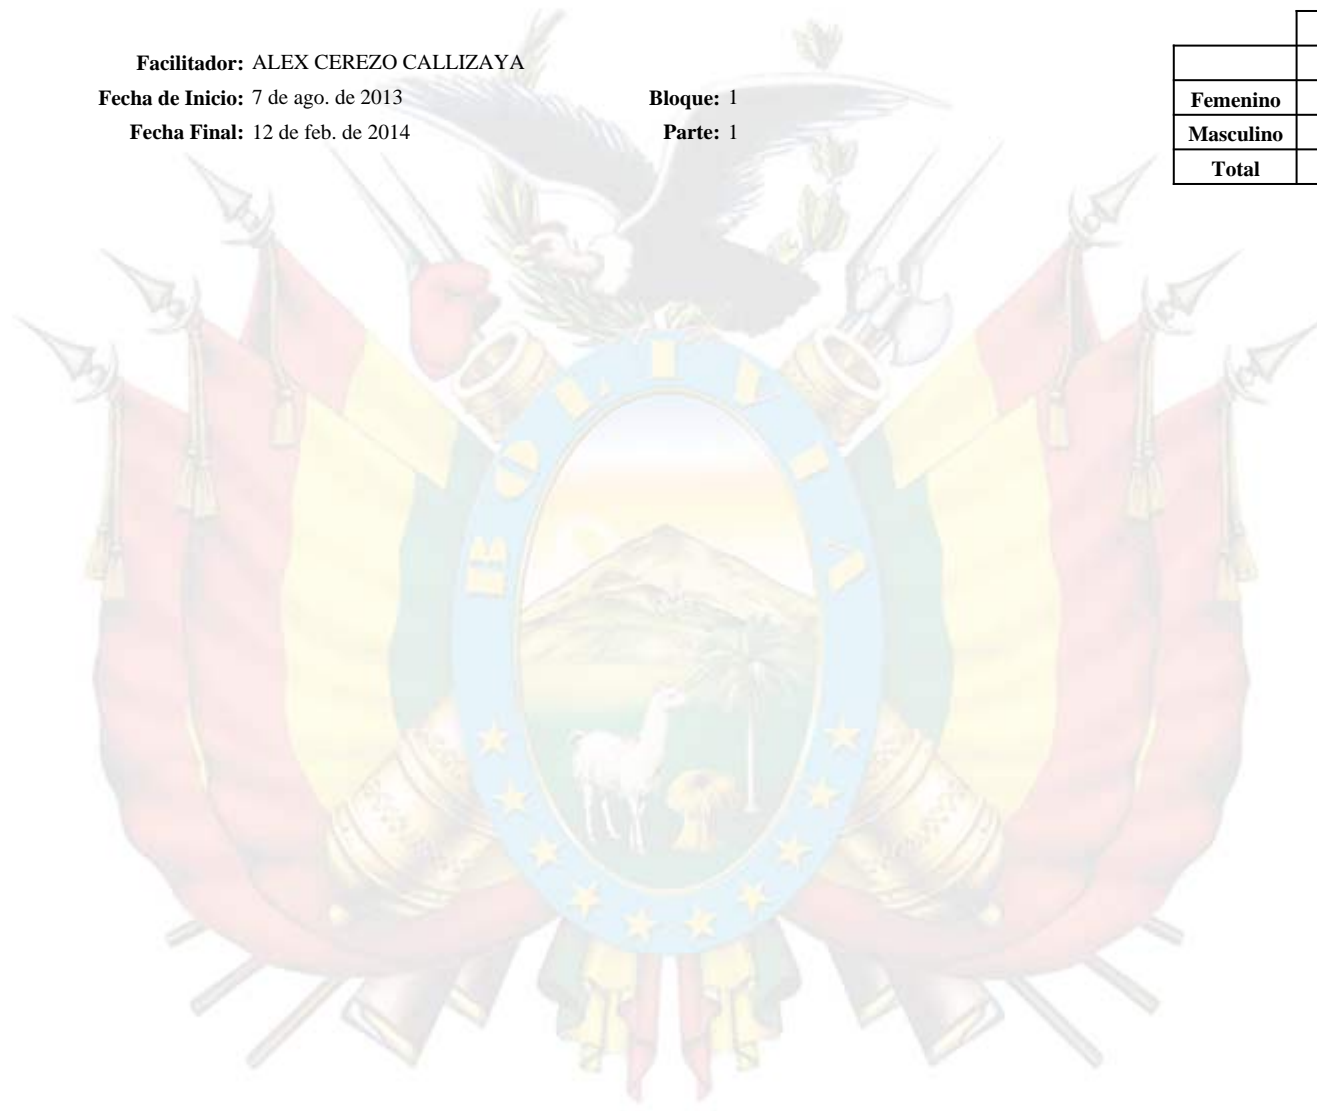 Facilitador: ALEX CEREZO CALLIZAYA
Fecha de Inicio: 7 de ago. de 2013 Bloque: 1
Fecha Final: 12 de feb. de 2014 Parte: 1
Femenino
Masculino
Total
BOLIVIA